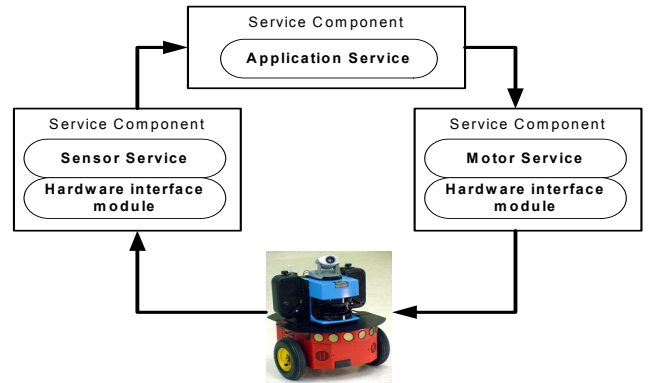 Service Component
Application Service
Service Component
Sensor Service
Hardware interface
module
Service Component
Motor Service
Hardware interface
module